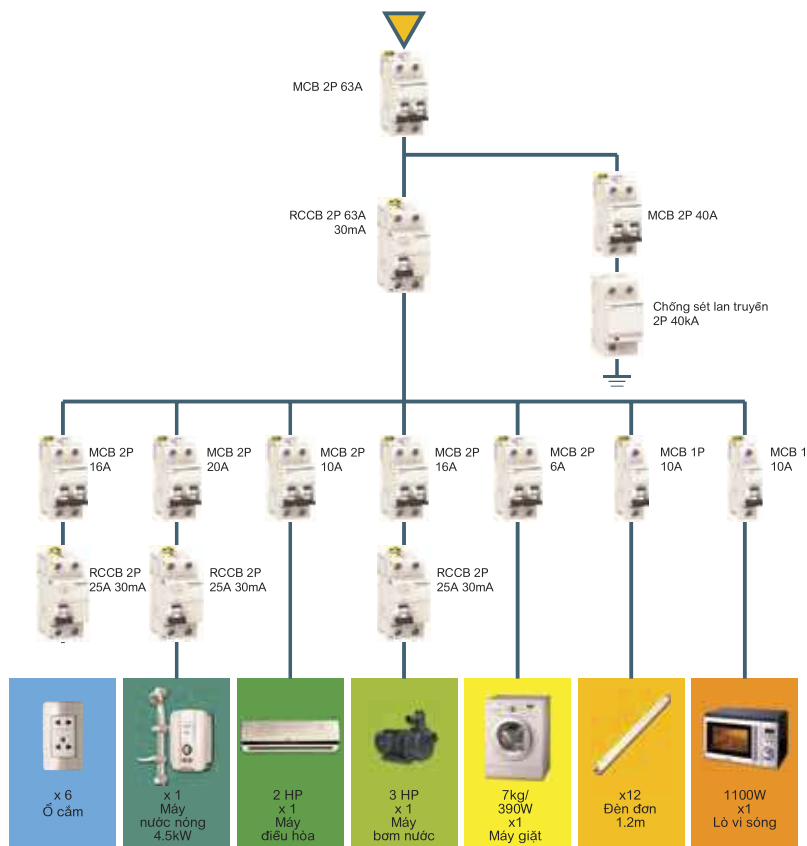 MCB 2P 63A
RCCB 2P 63A
30mA
MCB 2P 40A
Chống sét lan truyền
2P 40kA
MCB 2P
16A
MCB 2P
20A
MCB 2P
10A
MCB 2P
16A
MCB 2P
6A
MCB 1P
10A
MCB 1
10A
RCCB 2P
25A 30mA
RCCB 2P
25A 30mA
RCCB 2P
25A 30mA
x 6
Ổ cắm
x 1
Máy
nước nóng
4.5kW
2 HP
x 1
Máy
điều hòa
3 HP
x 1
Máy
bơm nước
7kg/
390W
x1
Máy giặt
x12
Đèn đơn
1.2m
1100W
x1
Lò vi sóng